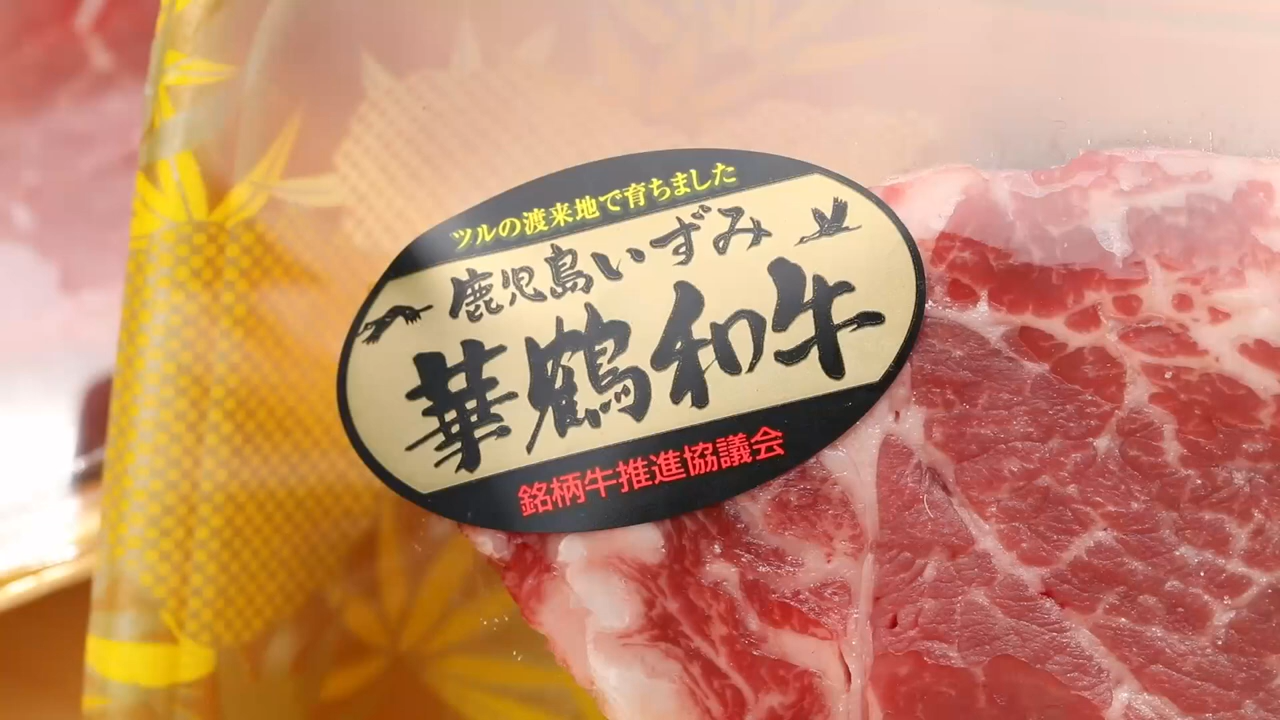 ツルの渡来地で育ちました
鹿児島いずみ
華鶴和牛
銘柄牛推進協議会